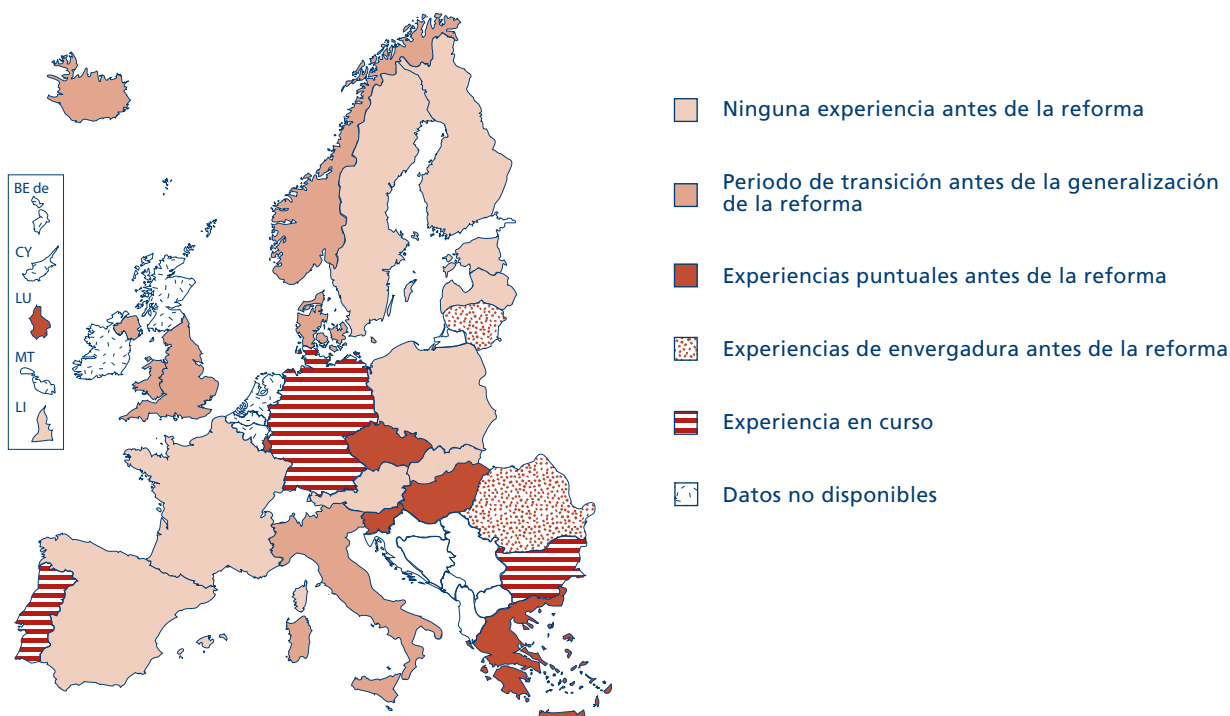 BE de
CY
LU
MT
LI
Ninguna experiencia antes de la reforma
Periodo de transición antes de la generalización
de la reforma
Experiencias puntuales antes de la reforma
Experiencias de envergadura antes de la reforma
Experiencia en curso
Datos no disponibles